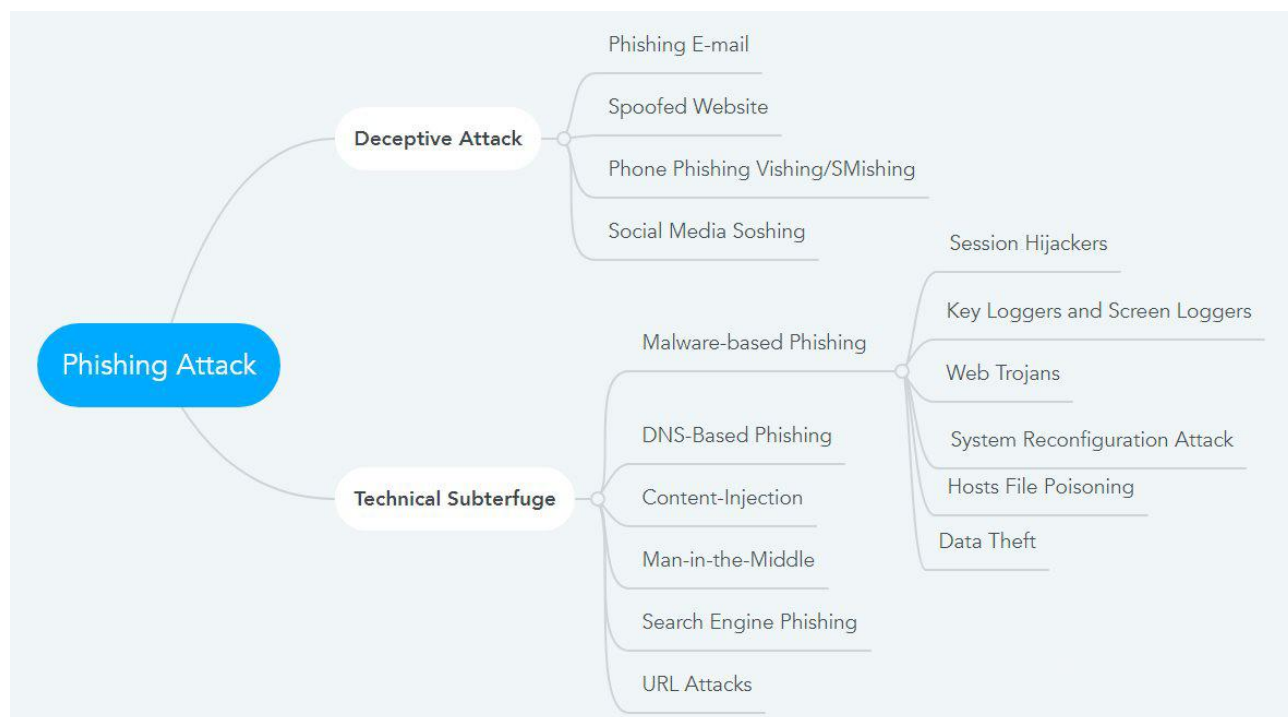 Phishing Attack
Deceptive Attack
Phishing E-mail
Spoofed Website
Phone Phishing Vishing/SMishing
Social Media Soshing
Technical Subterfuge
Malware-based Phishing
Session Hijackers
Key Loggers and Screen Loggers
Web Trojans
System Reconfiguration Attack
Hosts File Poisoning
Data Theft
DNS-Based Phishing
Content-Injection
Man-in-the-Middle
Search Engine Phishing
URL Attacks